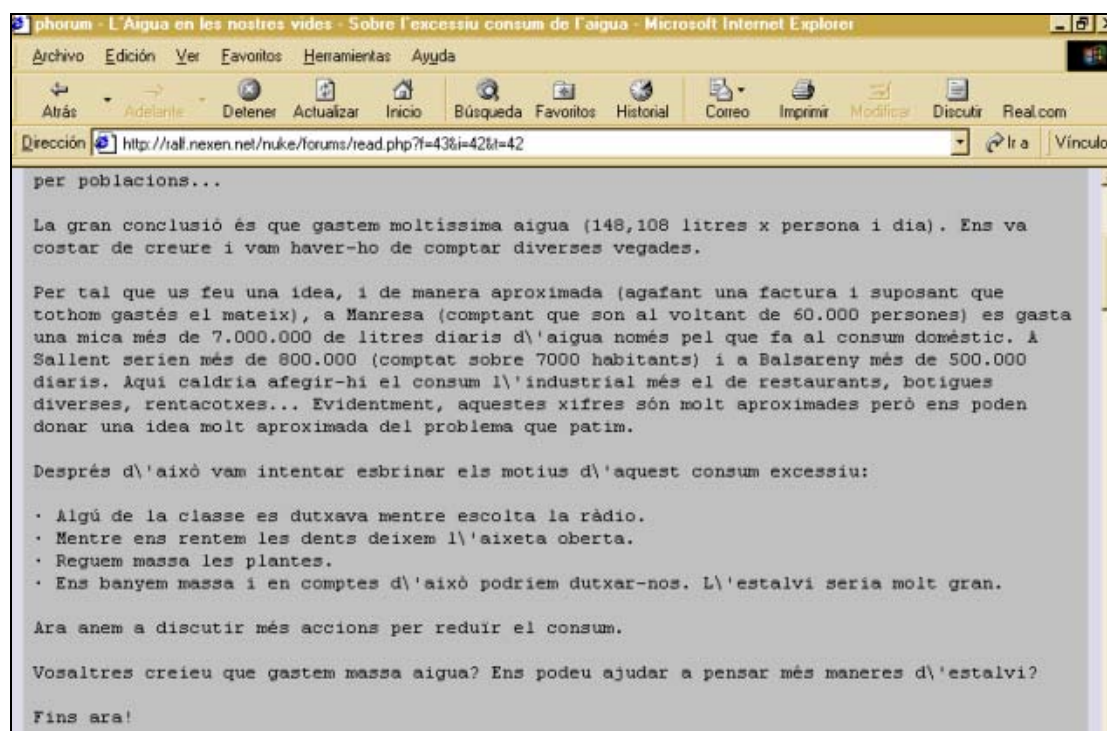 phorum - L'Aigua en les nostres vides - Sobre l'excessiu consum de l'aigua - Microsoft Internet Explorer
Archivo Edición Ver Favoritos Herramientas Ayuda
Atrás Adelante Detener Actualizar Inicio Búsqueda Favoritos Historial Correo Imprimir Modificar Discutir Real.com
Dirección http://ralf.nexen.net/nuke/forums/read.php?f=43&i=42&t=42 Ir a Vínculo
per poblacions...
La gran conclusió és que gastem moltíssima aigua (148,108 litres x persona i dia). Ens va
costar de creure i vam haver-ho de comptar diverses vegades.
Per tal que us feu una idea, i de manera aproximada (agafant una factura i suposant que
tothom gastés el mateix), a Manresa (comptant que son al voltant de 60.000 persones) es gasta
una mica més de 7.000.000 de litres diaris d\'aigua només pel que fa al consum domèstic. A
Sallent serien més de 800.000 (comptat sobre 7000 habitants) i a Balsareny més de 500.000
diaris. Aquí caldria afegir-hi el consum l\'industrial més el de restaurants, botigues
diverses, rentacotxes... Evidentment, aquestes xifres són molt aproximades però ens poden
donar una idea molt aproximada del problema que patim.
Després d\'això vam intentar esbrinar els motius d\'aquest consum excessiu:
· Algú de la classe es dutxava mentre escolta la ràdio.
· Mentre ens rentem les dents deixem l\'aixeta oberta.
· Reguem massa les plantes.
· Ens banyem massa i en comptes d\'això podríem dutxar-nos. L\'estalvi seria molt gran.
Ara anem a discutir més accions per reduïr el consum.
Vosaltres creieu que gastem massa aigua? Ens podeu ajudar a pensar més maneres d\'estalvi?
Fins ara!